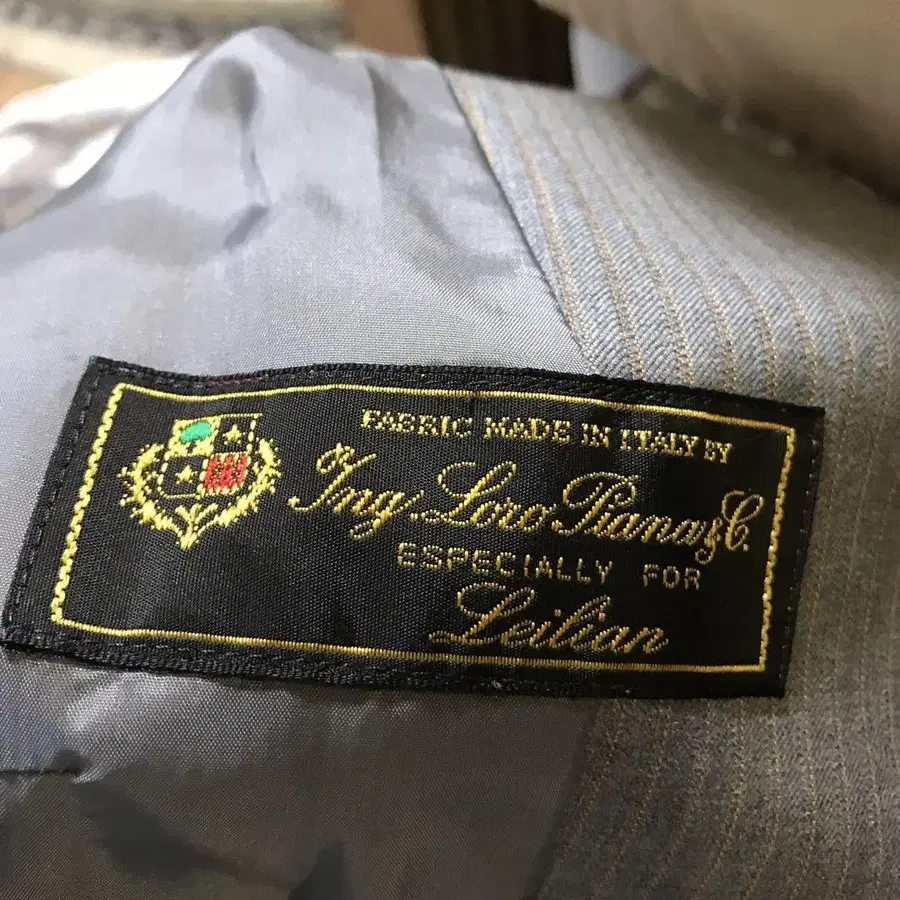 FABRIC MADE IN ITALY BY
Ing. Loro Piana & C.
ESPECIALLY FOR
Leilian